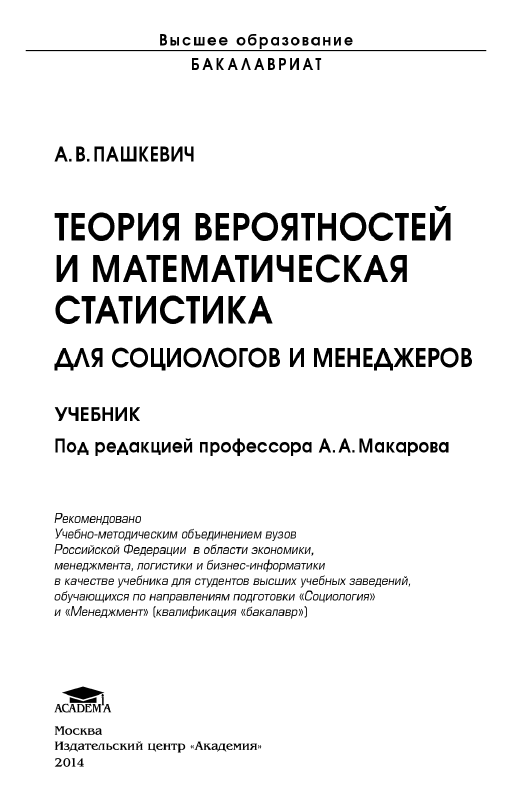 Высшее образование
БАКАЛАВРИАТ
А. В. ПАШКЕВИЧ
ТЕОРИЯ ВЕРОЯТНОСТЕЙ
И МАТЕМАТИЧЕСКАЯ
СТАТИСТИКА
ДЛЯ СОЦИОЛОГОВ И МЕНЕДЖЕРОВ
УЧЕБНИК
Под редакцией профессора А. А. Макарова
Рекомендовано
Учебно-методическим объединением вузов
Российской Федерации в области экономики,
менеджмента, логистики и бизнес-информатики
в качестве учебника для студентов высших учебных заведений,
обучающихся по направлениям подготовки «Социология»
и «Менеджмент» (квалификация «бакалавр»)
ACADEMA
Москва
Издательский центр «Академия»
2014